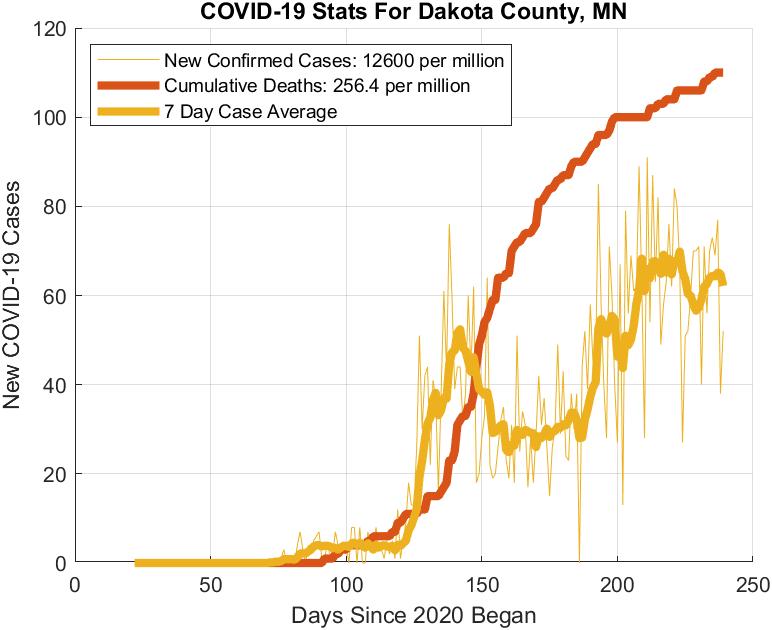 COVID-19 Stats For Dakota County, MN
New Confirmed Cases: 12600 per million
Cumulative Deaths: 256.4 per million
7 Day Case Average
New COVID-19 Cases
120
100
80
60
40
20
0
0 50 100 150 200 250
Days Since 2020 Began